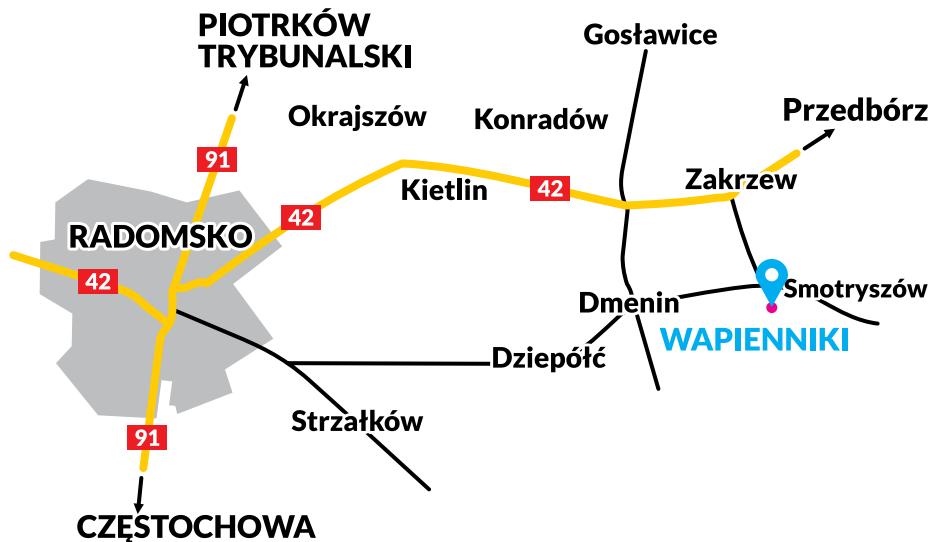 PIOTRKÓW
TRYBUNALSKI
Gosławice
Okrajszów
Konradów
Przedbórz
91
Kietlin
42
Zakrzew
42
RADOMSKO
42
Smotryszów
Dmenin
WAPIENNIKI
Dziepółć
Strzałków
91
CZĘSTOCHOWA